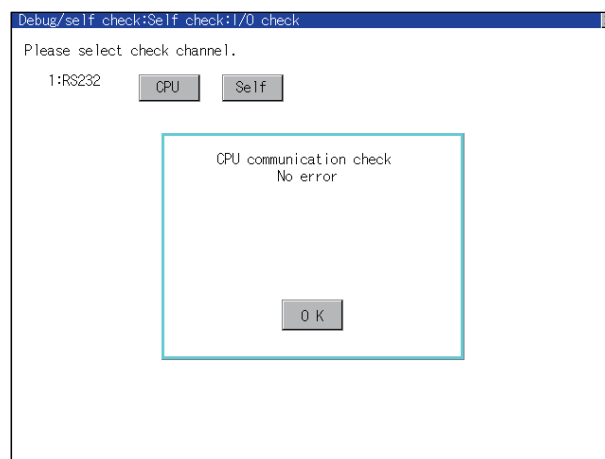 Debug/self check:Self check:I/O check
Please select check channel.
1:RS232 CPU Self
CPU communication check
No error
O K